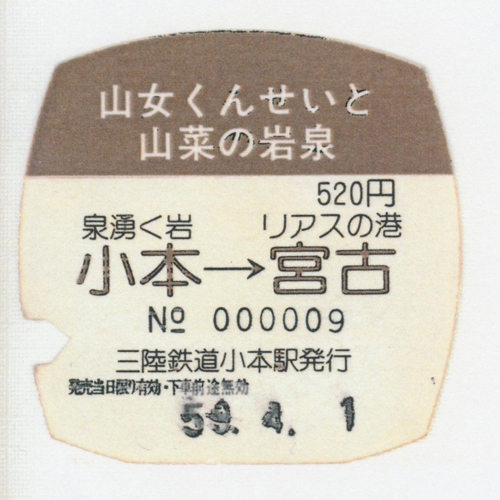 山女くんせいと
山菜の岩泉
520円
泉湧く岩 リアスの港
小本→宮古
№ 000009
三陸鉄道小本駅発行
発売当日限り有効・下車前途無効
59. 4. 1